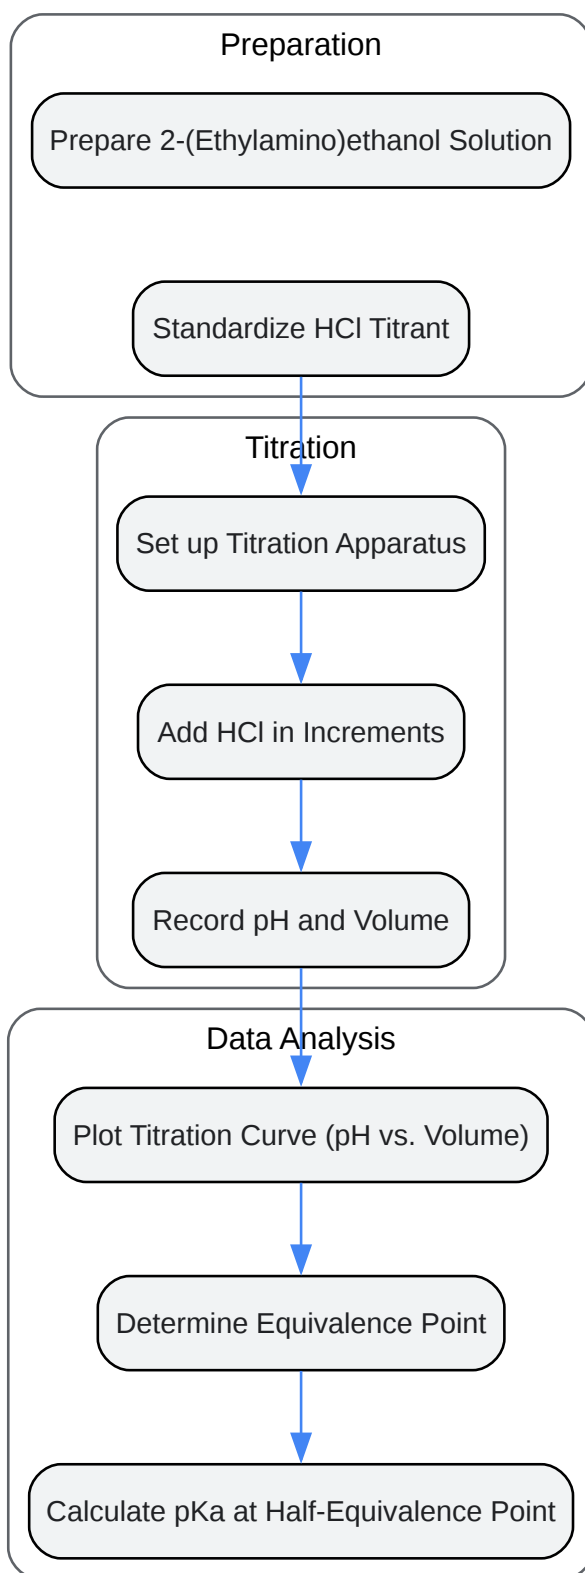 Preparation
Prepare 2-(Ethylamino)ethanol Solution
Standardize HCl Titrant
Titration
Set up Titration Apparatus
Add HCl in Increments
Record pH and Volume
Data Analysis
Plot Titration Curve (pH vs. Volume)
Determine Equivalence Point
Calculate pKa at Half-Equivalence Point